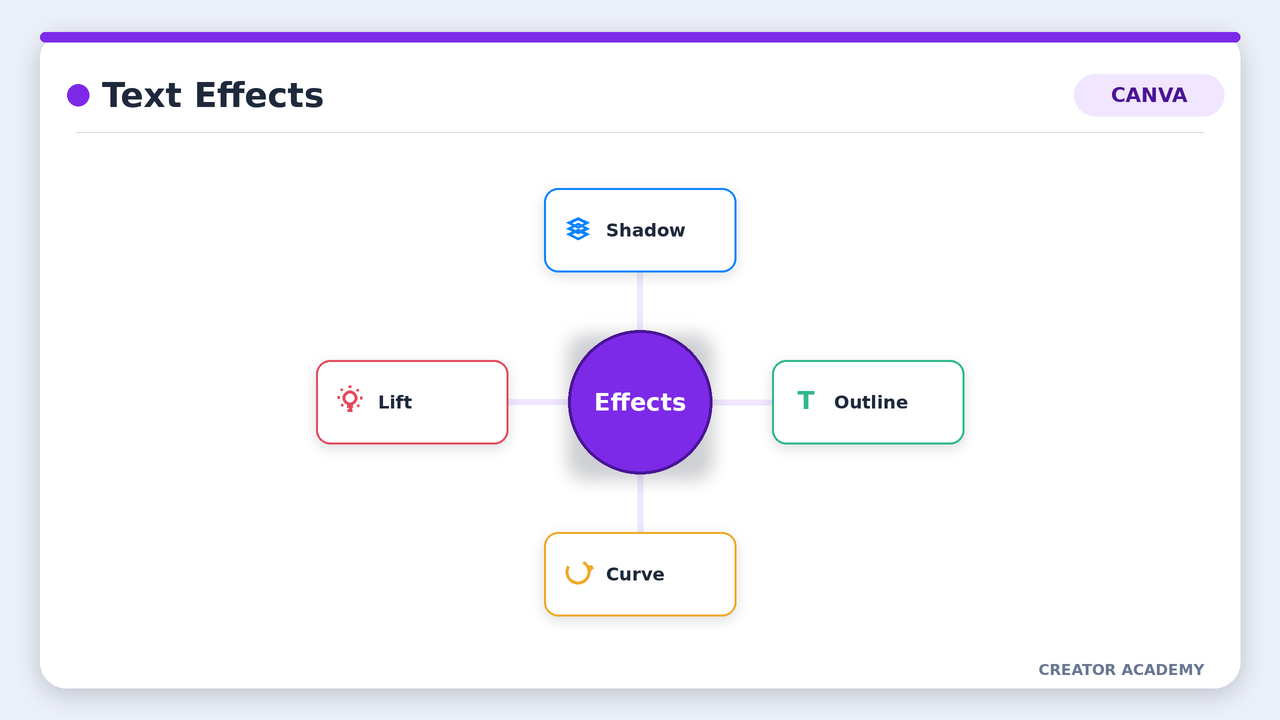 Text Effects
CANVA
Shadow
Lift
Effects
Outline
Curve
CREATOR ACADEMY